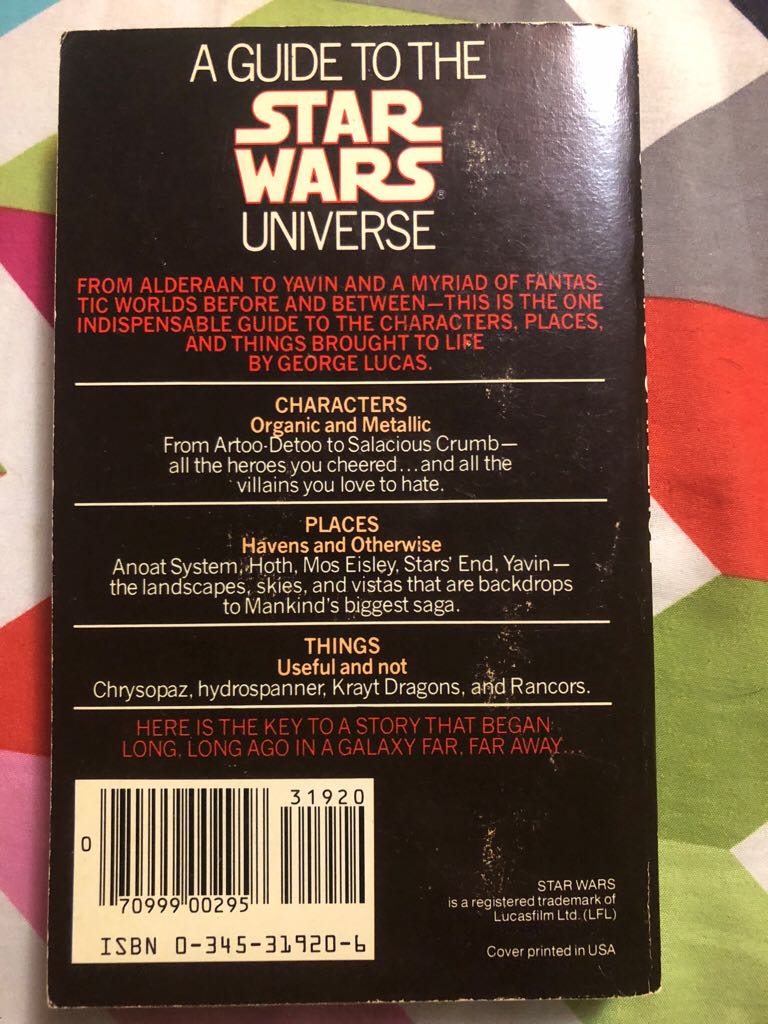 A GUIDE TO THE
STAR
WARS®
UNIVERSE
FROM ALDERAAN TO YAVIN AND A MYRIAD OF FANTAS-
TIC WORLDS BEFORE AND BETWEEN—THIS IS THE ONE
INDISPENSABLE GUIDE TO THE CHARACTERS, PLACES,
AND THINGS BROUGHT TO LIFE
BY GEORGE LUCAS.
CHARACTERS
Organic and Metallic
From Artoo-Detoo to Salacious Crumb—
all the heroes you cheered...and all the
villains you love to hate.
PLACES
Havens and Otherwise
Anoat System, Hoth, Mos Eisley, Stars' End, Yavin—
the landscapes, skies, and vistas that are backdrops
to Mankind's biggest saga.
THINGS
Useful and not
Chrysopaz, hydrospanner, Krayt Dragons, and Rancors.
HERE IS THE KEY TO A STORY THAT BEGAN
LONG, LONG AGO IN A GALAXY FAR, FAR AWAY...
31920
0
70999 00295
ISBN 0-345-31920-6
STAR WARS
is a registered trademark of
Lucasfilm Ltd. (LFL)
Cover printed in USA